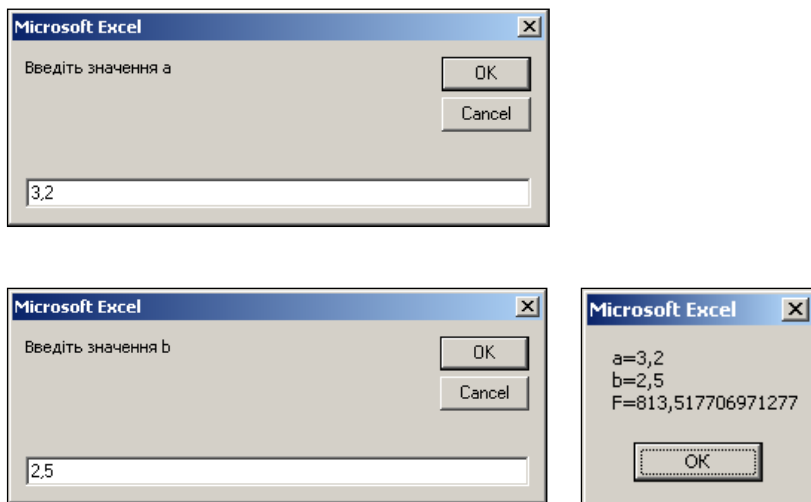 Microsoft Excel
Введіть значення a
OK
Cancel
3,2
Microsoft Excel
Введіть значення b
OK
Cancel
2,5
Microsoft Excel
a=3,2
b=2,5
F=813,517706971277
OK